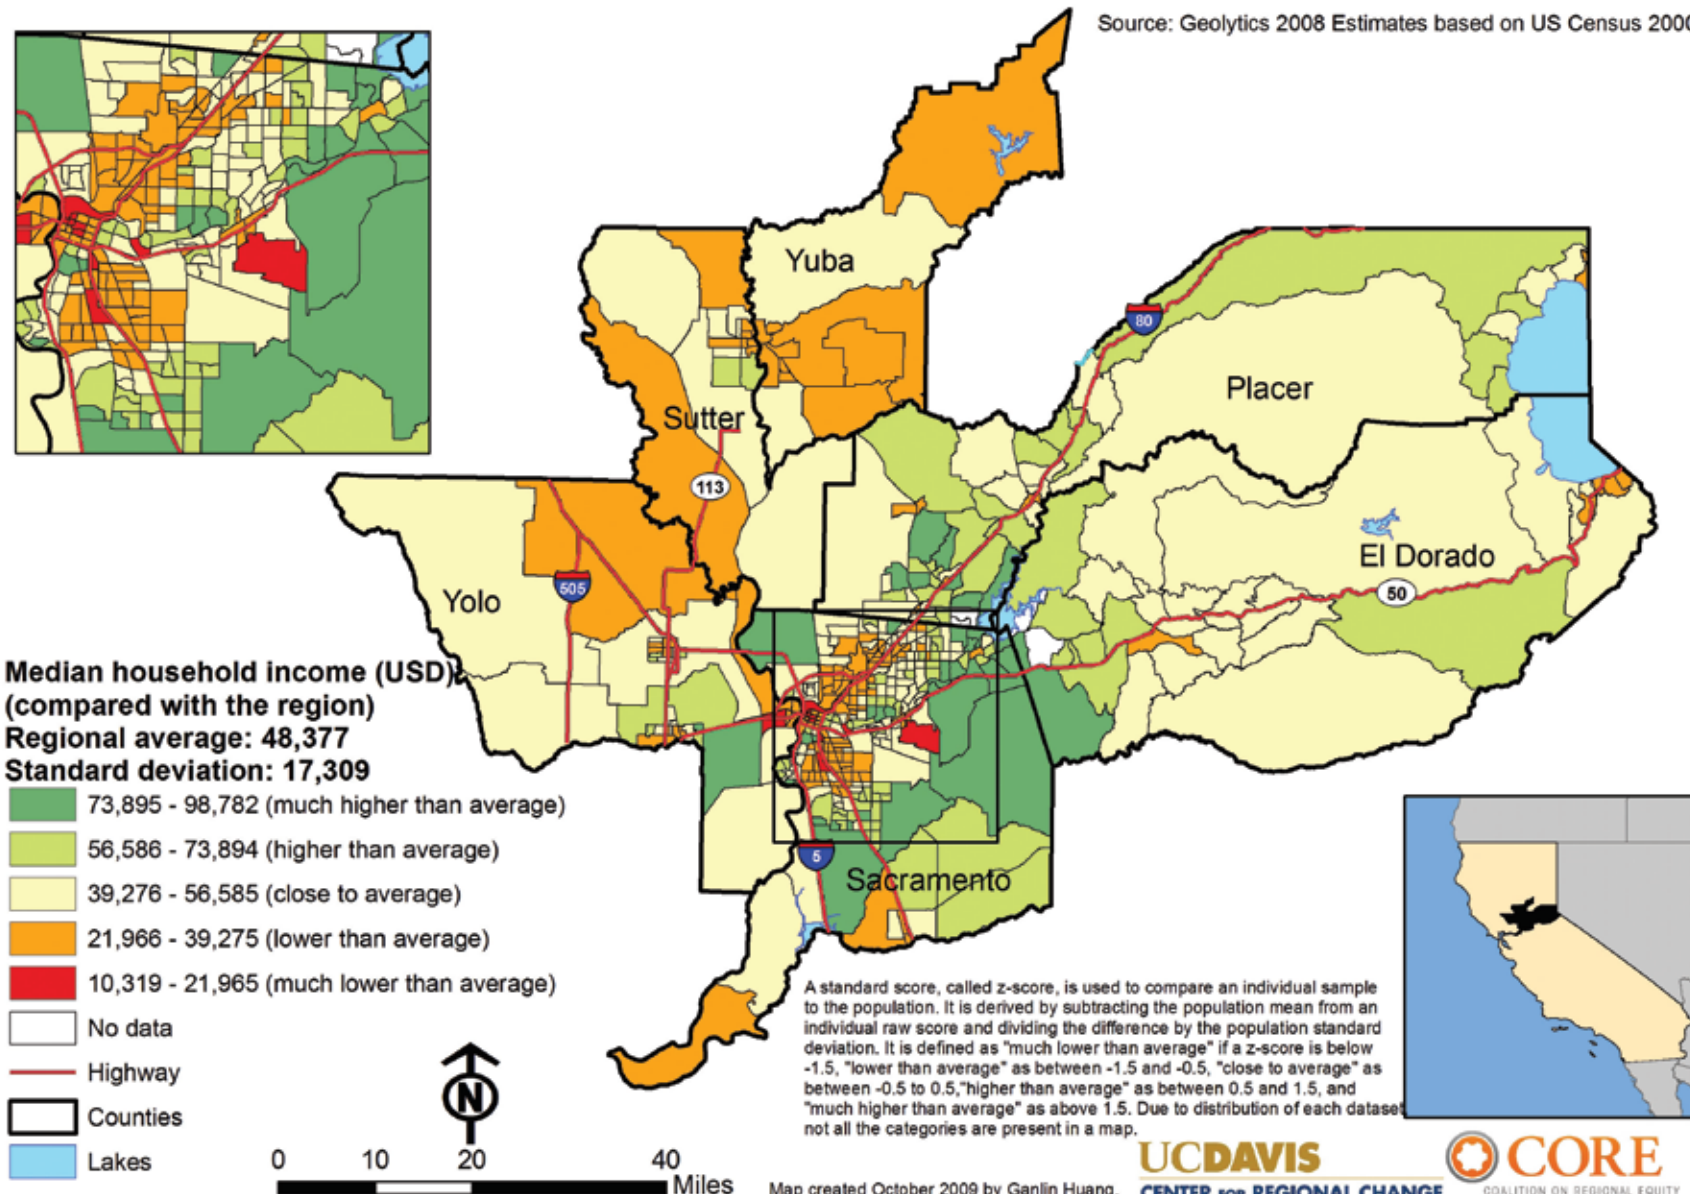 Source: Geolytics 2008 Estimates based on US Census 2000
Yuba
80
Placer
Sutter
113
El Dorado
50
Yolo
505
5
Sacramento
Median household income (USD)
(compared with the region)
Regional average: 48,377
Standard deviation: 17,309
73,895 - 98,782 (much higher than average)
56,586 - 73,894 (higher than average)
39,276 - 56,585 (close to average)
21,966 - 39,275 (lower than average)
10,319 - 21,965 (much lower than average)
No data
Highway
Counties
Lakes
N
0 10 20 40
Miles
A standard score, called z-score, is used to compare an individual sample
to the population. It is derived by subtracting the population mean from an
individual raw score and dividing the difference by the population standard
deviation. It is defined as "much lower than average" if a z-score is below
-1.5, "lower than average" as between -1.5 and -0.5, "close to average" as
between -0.5 to 0.5,"higher than average" as between 0.5 and 1.5, and
"much higher than average" as above 1.5. Due to distribution of each dataset
not all the categories are present in a map.
Map created October 2009 by Ganlin Huang.
UCDAVIS
CENTER FOR REGIONAL CHANGE
CORE
COALITION ON REGIONAL EQUITY